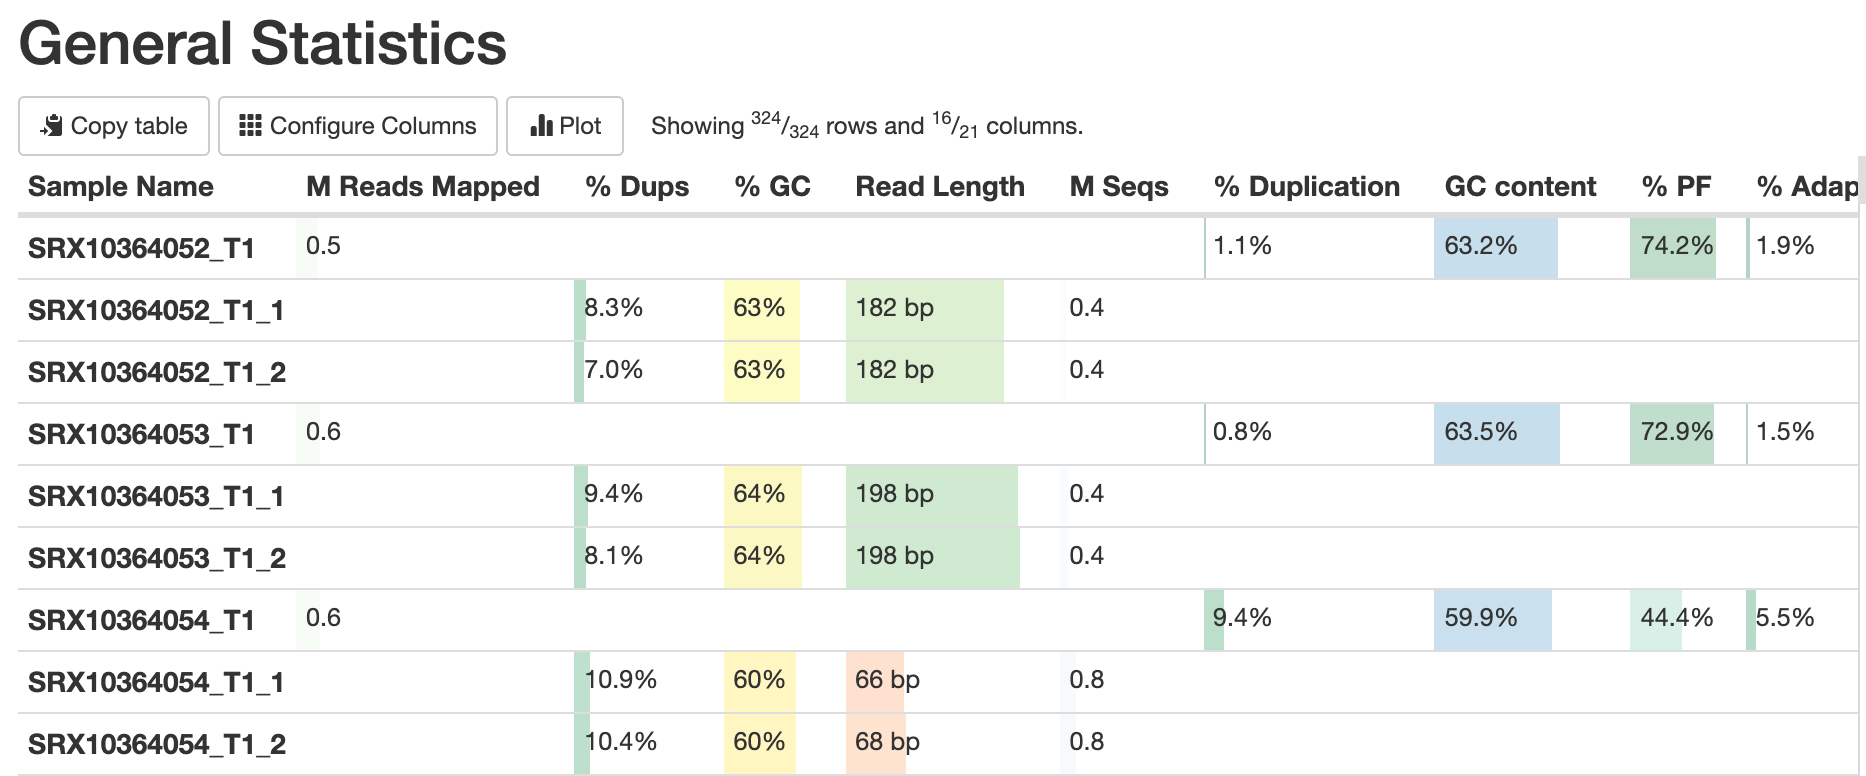 General Statistics
Copy table Configure Columns Plot Showing 324/324 rows and 16/21 columns.
Sample Name M Reads Mapped % Dups % GC Read Length M Seqs % Duplication GC content % PF % Adap
SRX10364052_T1 0.5 1.1% 63.2% 74.2% 1.9%
SRX10364052_T1_1 8.3% 63% 182 bp 0.4
SRX10364052_T1_2 7.0% 63% 182 bp 0.4
SRX10364053_T1 0.6 0.8% 63.5% 72.9% 1.5%
SRX10364053_T1_1 9.4% 64% 198 bp 0.4
SRX10364053_T1_2 8.1% 64% 198 bp 0.4
SRX10364054_T1 0.6 9.4% 59.9% 44.4% 5.5%
SRX10364054_T1_1 10.9% 60% 66 bp 0.8
SRX10364054_T1_2 10.4% 60% 68 bp 0.8